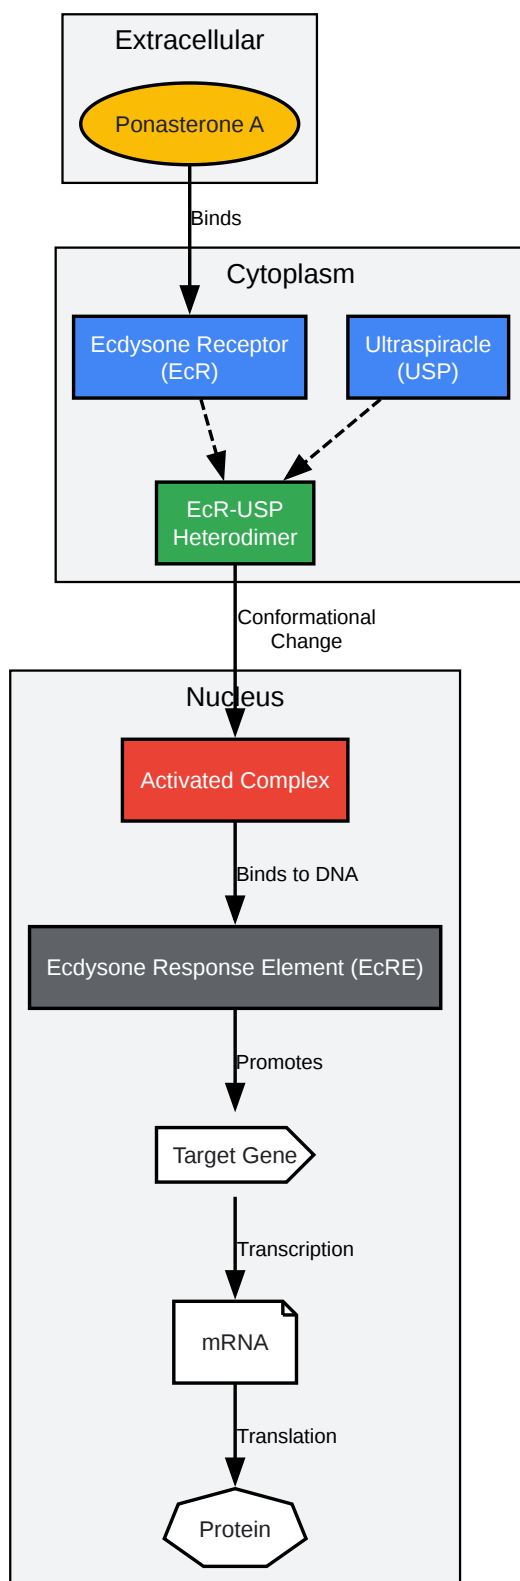 Extracellular
Ponasterone A
Binds
Cytoplasm
Ecdysone Receptor
(EcR)
Ultraspiracle
(USP)
EcR-USP
Heterodimer
Conformational
Change
Nucleus
Activated Complex
Binds to DNA
Ecdysone Response Element (EcRE)
Promotes
Target Gene
Transcription
mRNA
Translation
Protein